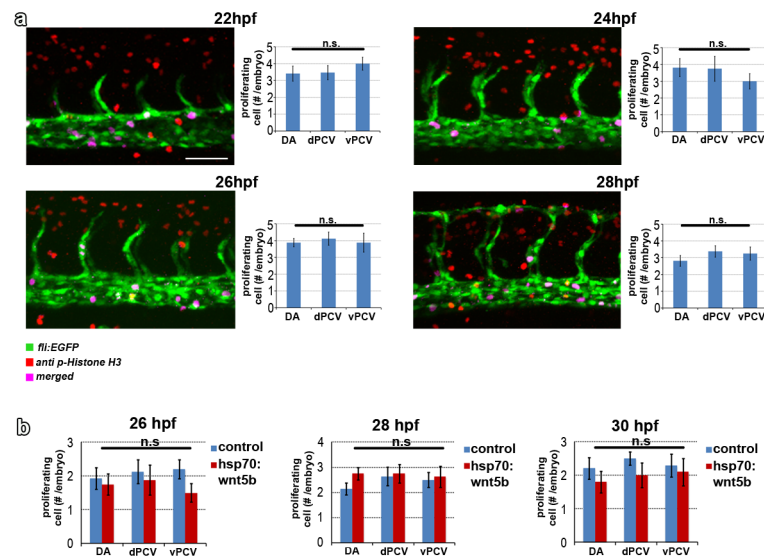 a
22hpf
n.s.
proliferating
cell (# /embryo)
5
4
3
2
1
0
DA dPCV vPCV
24hpf
n.s.
proliferating
cell (# /embryo)
5
4
3
2
1
0
DA dPCV vPCV
26hpf
n.s.
proliferating
cell (# /embryo)
5
4
3
2
1
0
DA dPCV vPCV
28hpf
n.s.
proliferating
cell (# /embryo)
5
4
3
2
1
0
DA dPCV vPCV
fli:EGFP
anti p-Histone H3
merged
b
26 hpf
n.s
proliferating
cell (# /embryo)
3
2
1
0
DA dPCV vPCV
control
hsp70:
wnt5b
28 hpf
n.s
proliferating
cell (# /embryo)
4
3
2
1
0
DA dPCV vPCV
control
hsp70:
wnt5b
30 hpf
n.s
proliferating
cell (# /embryo)
3
2
1
0
DA dPCV vPCV
control
hsp70:
wnt5b